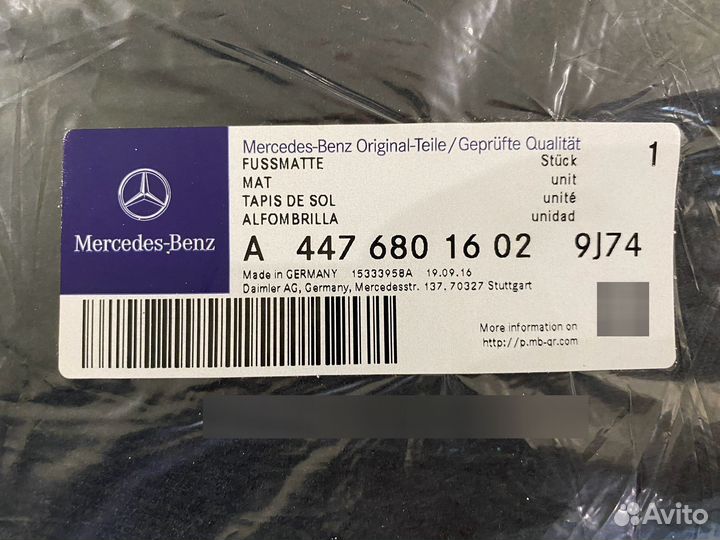 Mercedes-Benz
Mercedes-Benz Original-Teile/Geprüfte Qualität
FUSSMATTE Stück 1
MAT unit
TAPIS DE SOL unité
ALFOMBRILLA unidad
A 447 680 16 02 9J74
Made in GERMANY 15333958A 19.09.16
Daimler AG, Germany, Mercedesstr. 137, 70327 Stuttgart
More information on
http://p.mb-qr.com
Avito